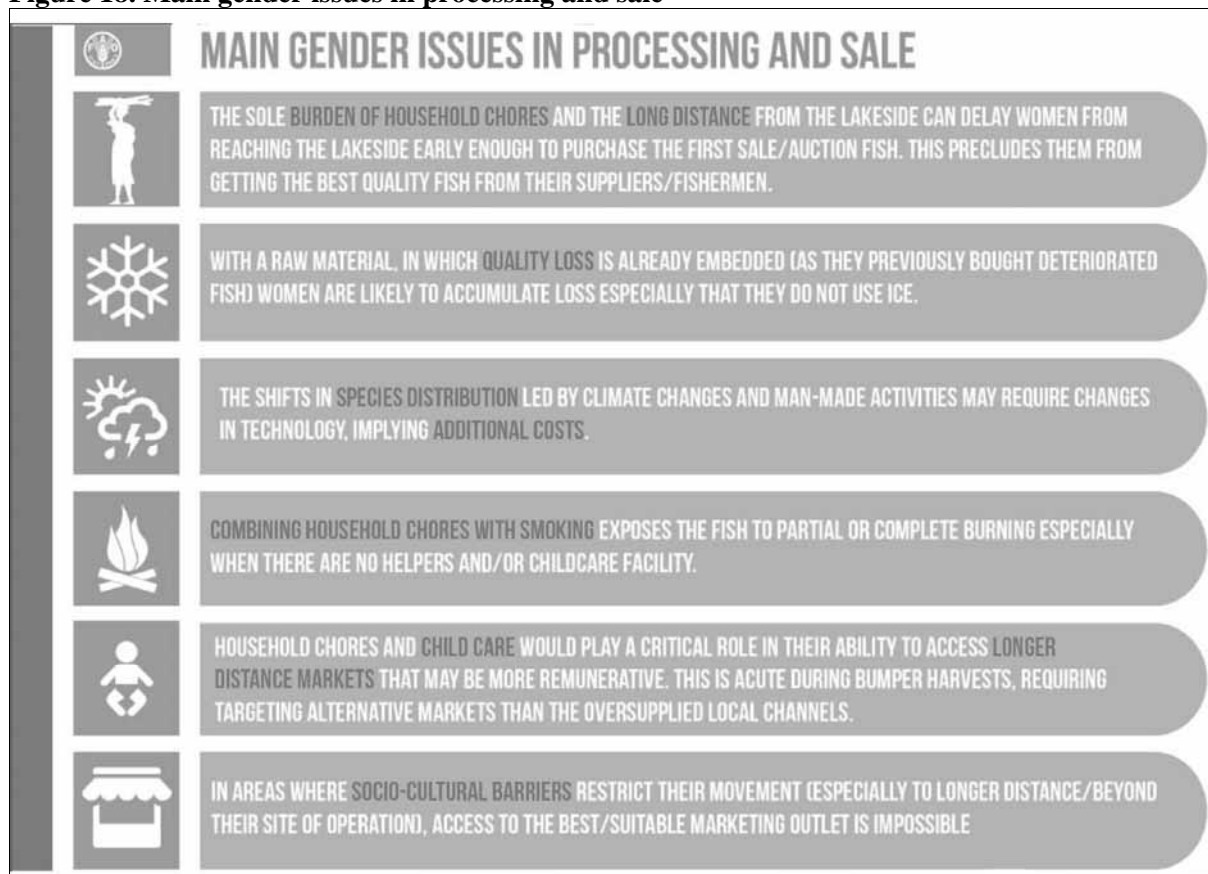 Figure 18. Main gender issues in processing and sale
MAIN GENDER ISSUES IN PROCESSING AND SALE
THE SOLE BURDEN OF HOUSEHOLD CHORES AND THE LONG DISTANCE FROM THE LAKESIDE CAN DELAY WOMEN FROM
REACHING THE LAKESIDE EARLY ENOUGH TO PURCHASE THE FIRST SALE/AUCTION FISH. THIS PRECLUDES THEM FROM
GETTING THE BEST QUALITY FISH FROM THEIR SUPPLIERS/FISHERMEN.
WITH A RAW MATERIAL, IN WHICH QUALITY LOSS IS ALREADY EMBEDDED (AS THEY PREVIOUSLY BOUGHT DETERIORATED
FISH) WOMEN ARE LIKELY TO ACCUMULATE LOSS ESPECIALLY THAT THEY DO NOT USE ICE.
THE SHIFTS IN SPECIES DISTRIBUTION LED BY CLIMATE CHANGES AND MAN-MADE ACTIVITIES MAY REQUIRE CHANGES
IN TECHNOLOGY, IMPLYING ADDITIONAL COSTS.
COMBINING HOUSEHOLD CHORES WITH SMOKING EXPOSES THE FISH TO PARTIAL OR COMPLETE BURNING ESPECIALLY
WHEN THERE ARE NO HELPERS AND/OR CHILDCARE FACILITY.
HOUSEHOLD CHORES AND CHILD CARE WOULD PLAY A CRITICAL ROLE IN THEIR ABILITY TO ACCESS LONGER
DISTANCE MARKETS THAT MAY BE MORE REMUNERATIVE. THIS IS ACUTE DURING BUMPER HARVESTS, REQUIRING
TARGETING ALTERNATIVE MARKETS THAN THE OVERSUPPLIED LOCAL CHANNELS.
IN AREAS WHERE SOCIO-CULTURAL BARRIERS RESTRICT THEIR MOVEMENT (ESPECIALLY TO LONGER DISTANCE/BEYOND
THEIR SITE OF OPERATION), ACCESS TO THE BEST/SUITABLE MARKETING OUTLET IS IMPOSSIBLE